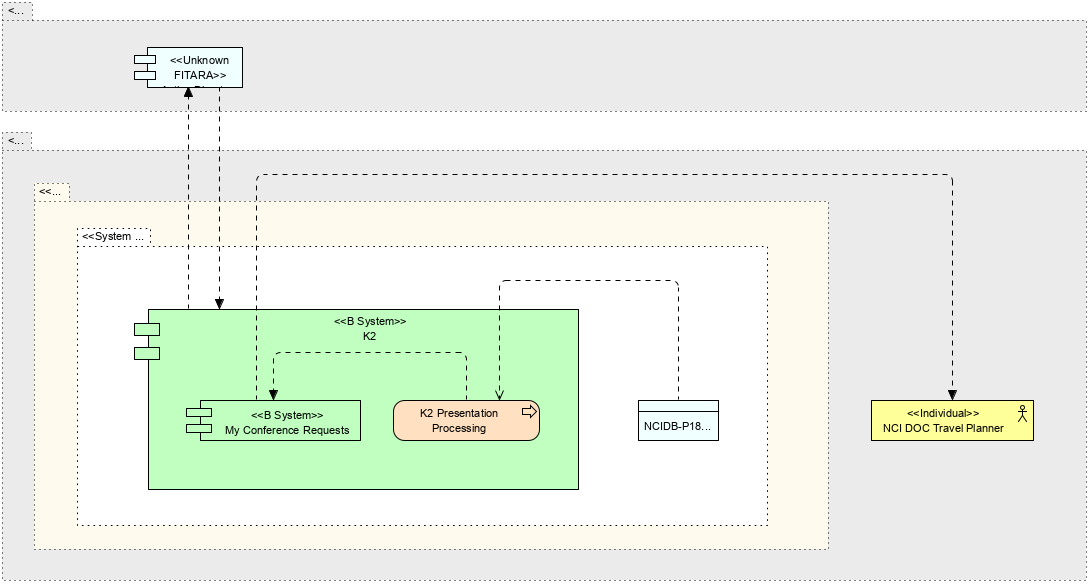 <...
<<Unknown
FITARA>>
<...
<<...
<<System ...
<<B System>>
K2
<<B System>>
My Conference Requests
K2 Presentation
Processing
NCIDB-P18...
<<Individual>>
NCI DOC Travel Planner